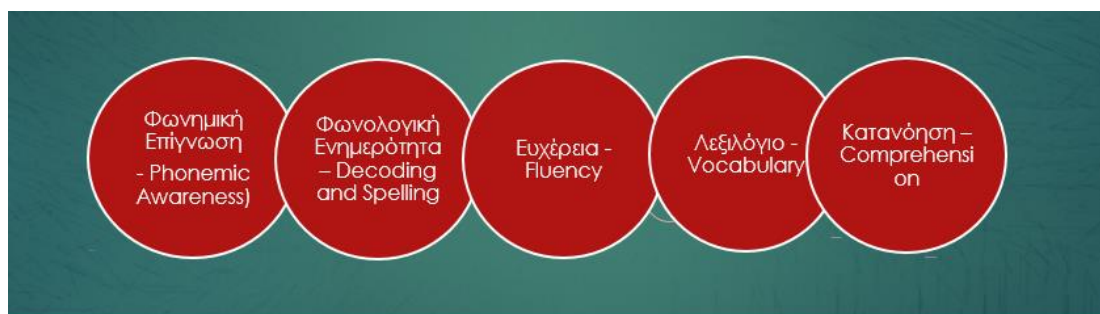 Φωνημική
Επίγνωση
- Phonemic
Awareness)
Φωνολογική
Ενημερότητα
– Decoding
and Spelling
Ευχέρεια -
Fluency
Λεξιλόγιο -
Vocabulary
Κατανόηση –
Comprehensi
on